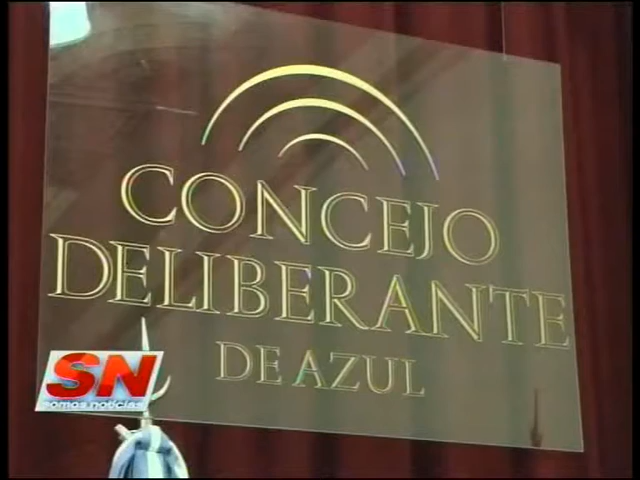 CONCEJO
DELIBERANTE
DE AZUL
SN
somos noticias